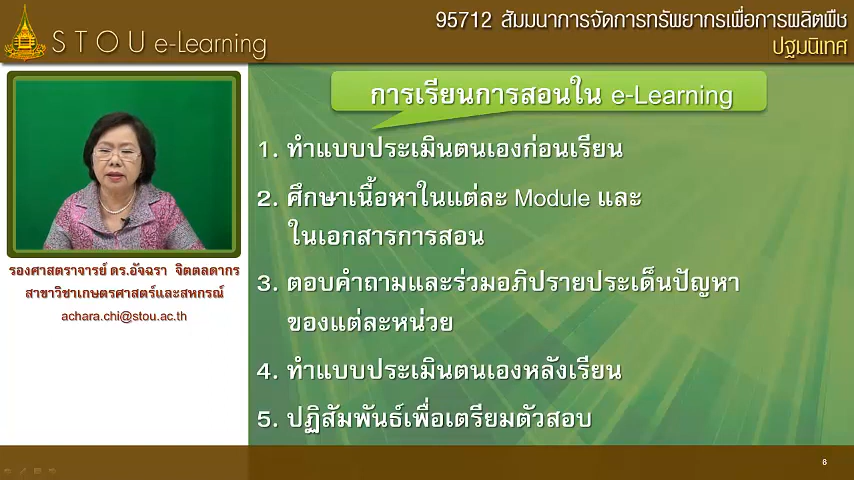 STOU e-Learning
95712 สัมมนาการจัดการทรัพยากรเพื่อการผลิตพืช
ปฐมนิเทศ
การเรียนการสอนใน e-Learning
1. ทำแบบประเมินตนเองก่อนเรียน
2. ศึกษาเนื้อหาในแต่ละ Module และ
ในเอกสารการสอน
3. ตอบคำถามและร่วมอภิปรายประเด็นปัญหา
ของแต่ละหน่วย
4. ทำแบบประเมินตนเองหลังเรียน
5. ปฏิสัมพันธ์เพื่อเตรียมตัวสอบ
รองศาสตราจารย์ ดร.อัจฉรา จิตตลดากร
สาขาวิชาเกษตรศาสตร์และสหกรณ์
achara.chi@stou.ac.th
8